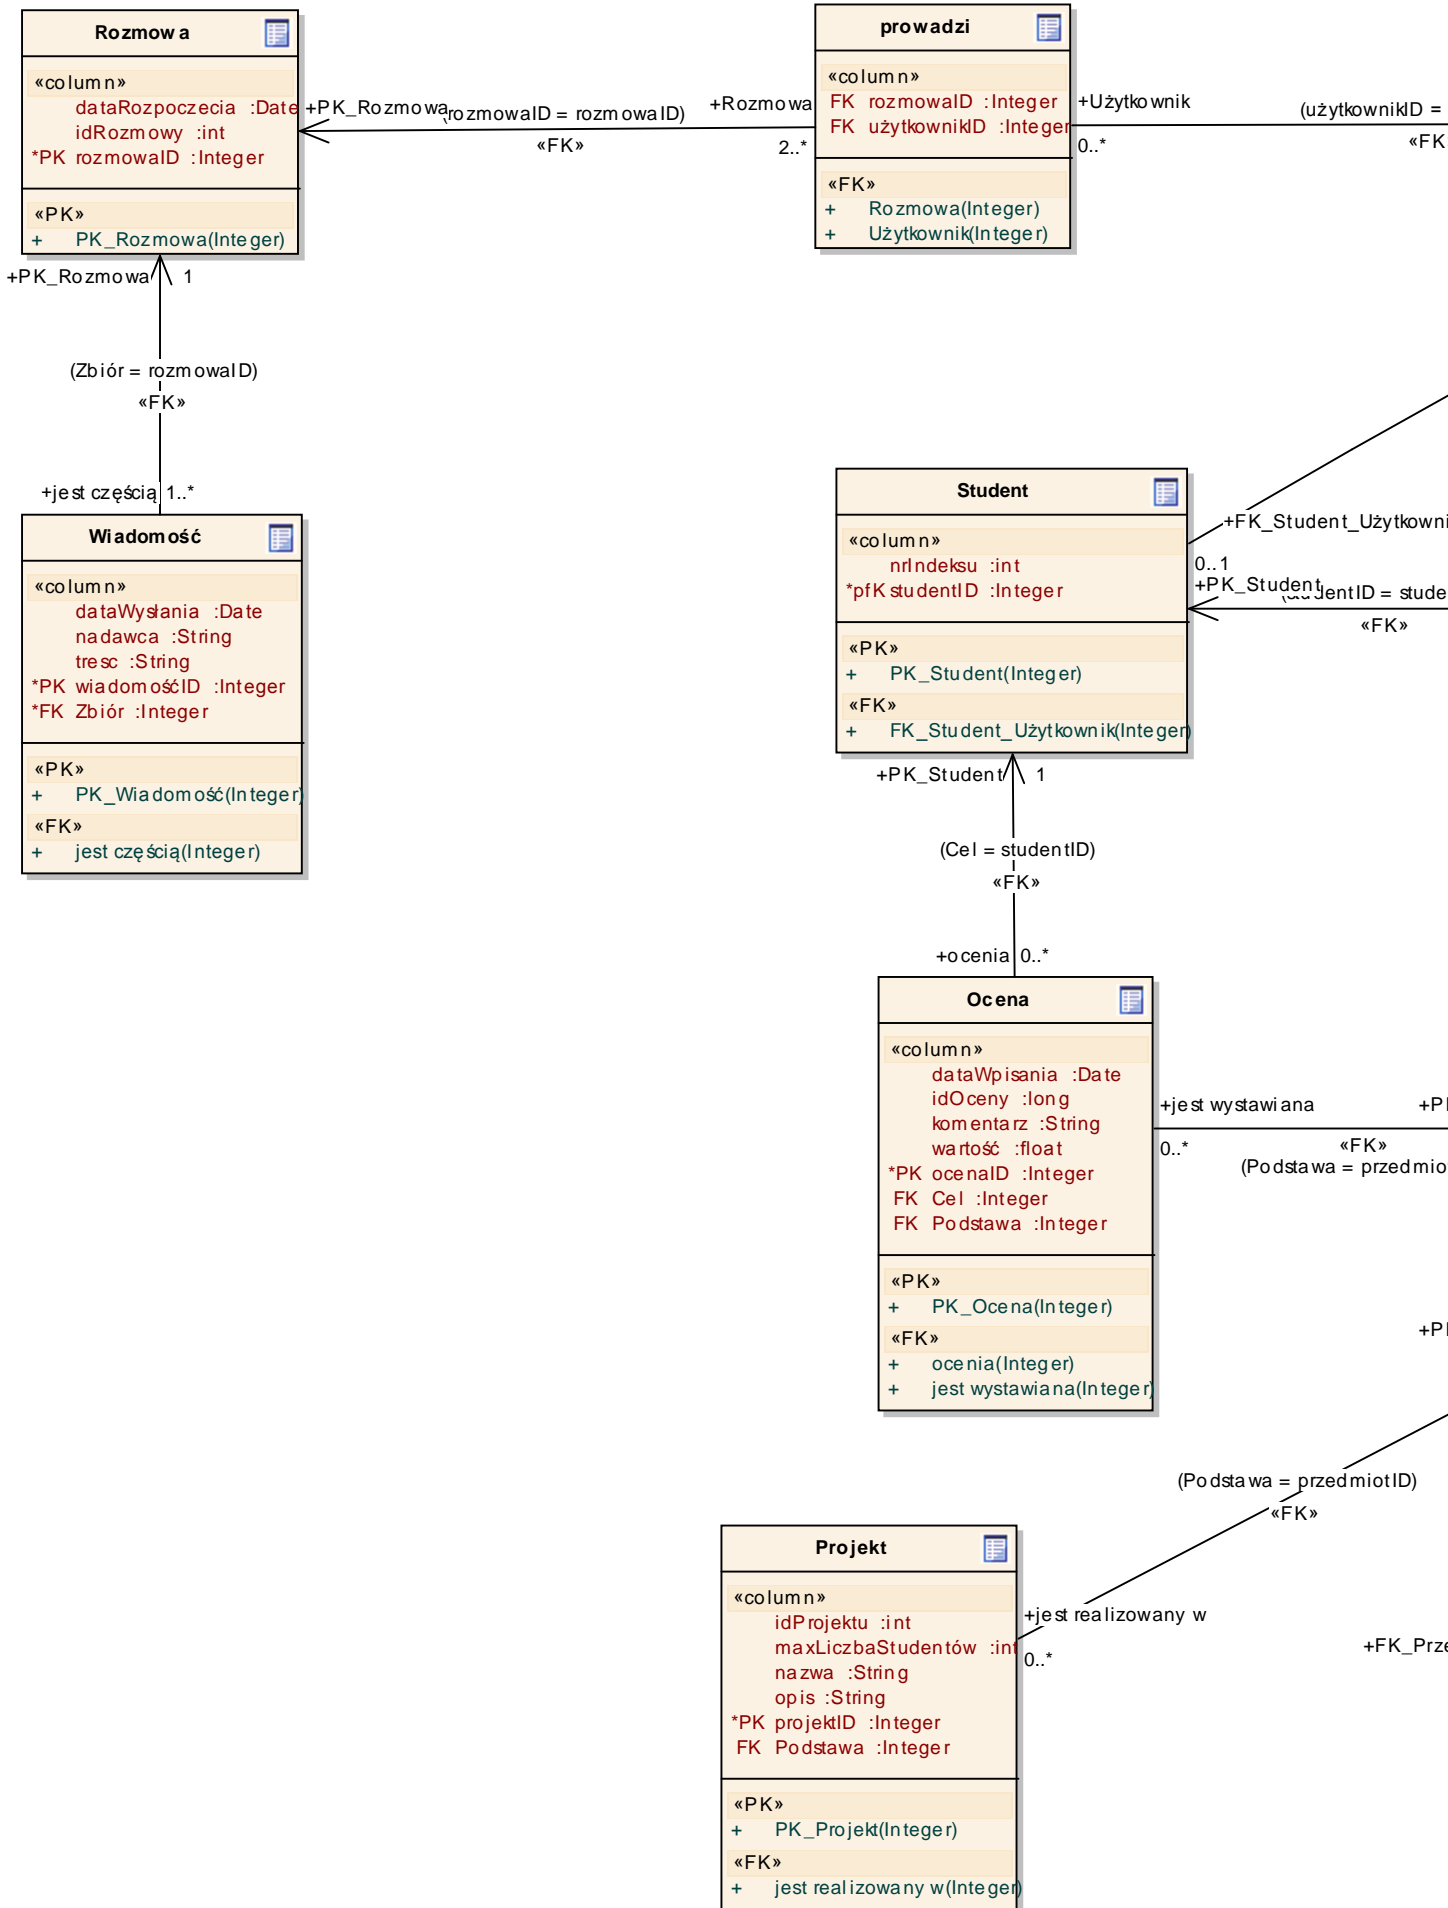 Rozmowa
«column»
dataRozpoczecia :Date
idRozmowy :int
*PK rozmowaID :Integer
«PK»
+ PK_Rozmowa(Integer)
+PK_Rozmowa
(rozmowaID = rozmowaID)
«FK»
+Rozmowa
2..*
prowadzi
«column»
FK rozmowaID :Integer
FK użytkownikID :Integer
«FK»
+ Rozmowa(Integer)
+ Użytkownik(Integer)
+Użytkownik
0..*
(użytkownikID =
«FK
+PK_Rozmowa
1
(Zbiór = rozmowaID)
«FK»
+jest częścią
1..*
Wiadomość
«column»
dataWysłania :Date
nadawca :String
tresc :String
*PK wiadomośćID :Integer
*FK Zbiór :Integer
«PK»
+ PK_Wiadomość(Integer)
«FK»
+ jest częścią(Integer)
Student
«column»
nrIndeksu :int
*pfK studentID :Integer
«PK»
+ PK_Student(Integer)
«FK»
+ FK_Student_Użytkownik(Integer)
+FK_Student_Użytkowni
0..1
+PK_Student
= stude
«FK»
+PK_Student
1
(Cel = studentID)
«FK»
+ocenia
0..*
Ocena
«column»
dataWpisania :Date
idOceny :long
komentarz :String
wartość :float
*PK ocenaID :Integer
FK Cel :Integer
FK Podstawa :Integer
«PK»
+ PK_Ocena(Integer)
«FK»
+ ocenia(Integer)
+ jest wystawiana(Integer)
+jest wystawiana
0..*
«FK»
(Podstawa = przedmio
(Podstawa = przedmiotID)
«FK»
+jest realizowany w
0..*
+FK_Prze
Projekt
«column»
idProjektu :int
maxLiczbaStudentów :int
nazwa :String
opis :String
*PK projektID :Integer
FK Podstawa :Integer
«PK»
+ PK_Projekt(Integer)
«FK»
+ jest realizowany w(Integer)